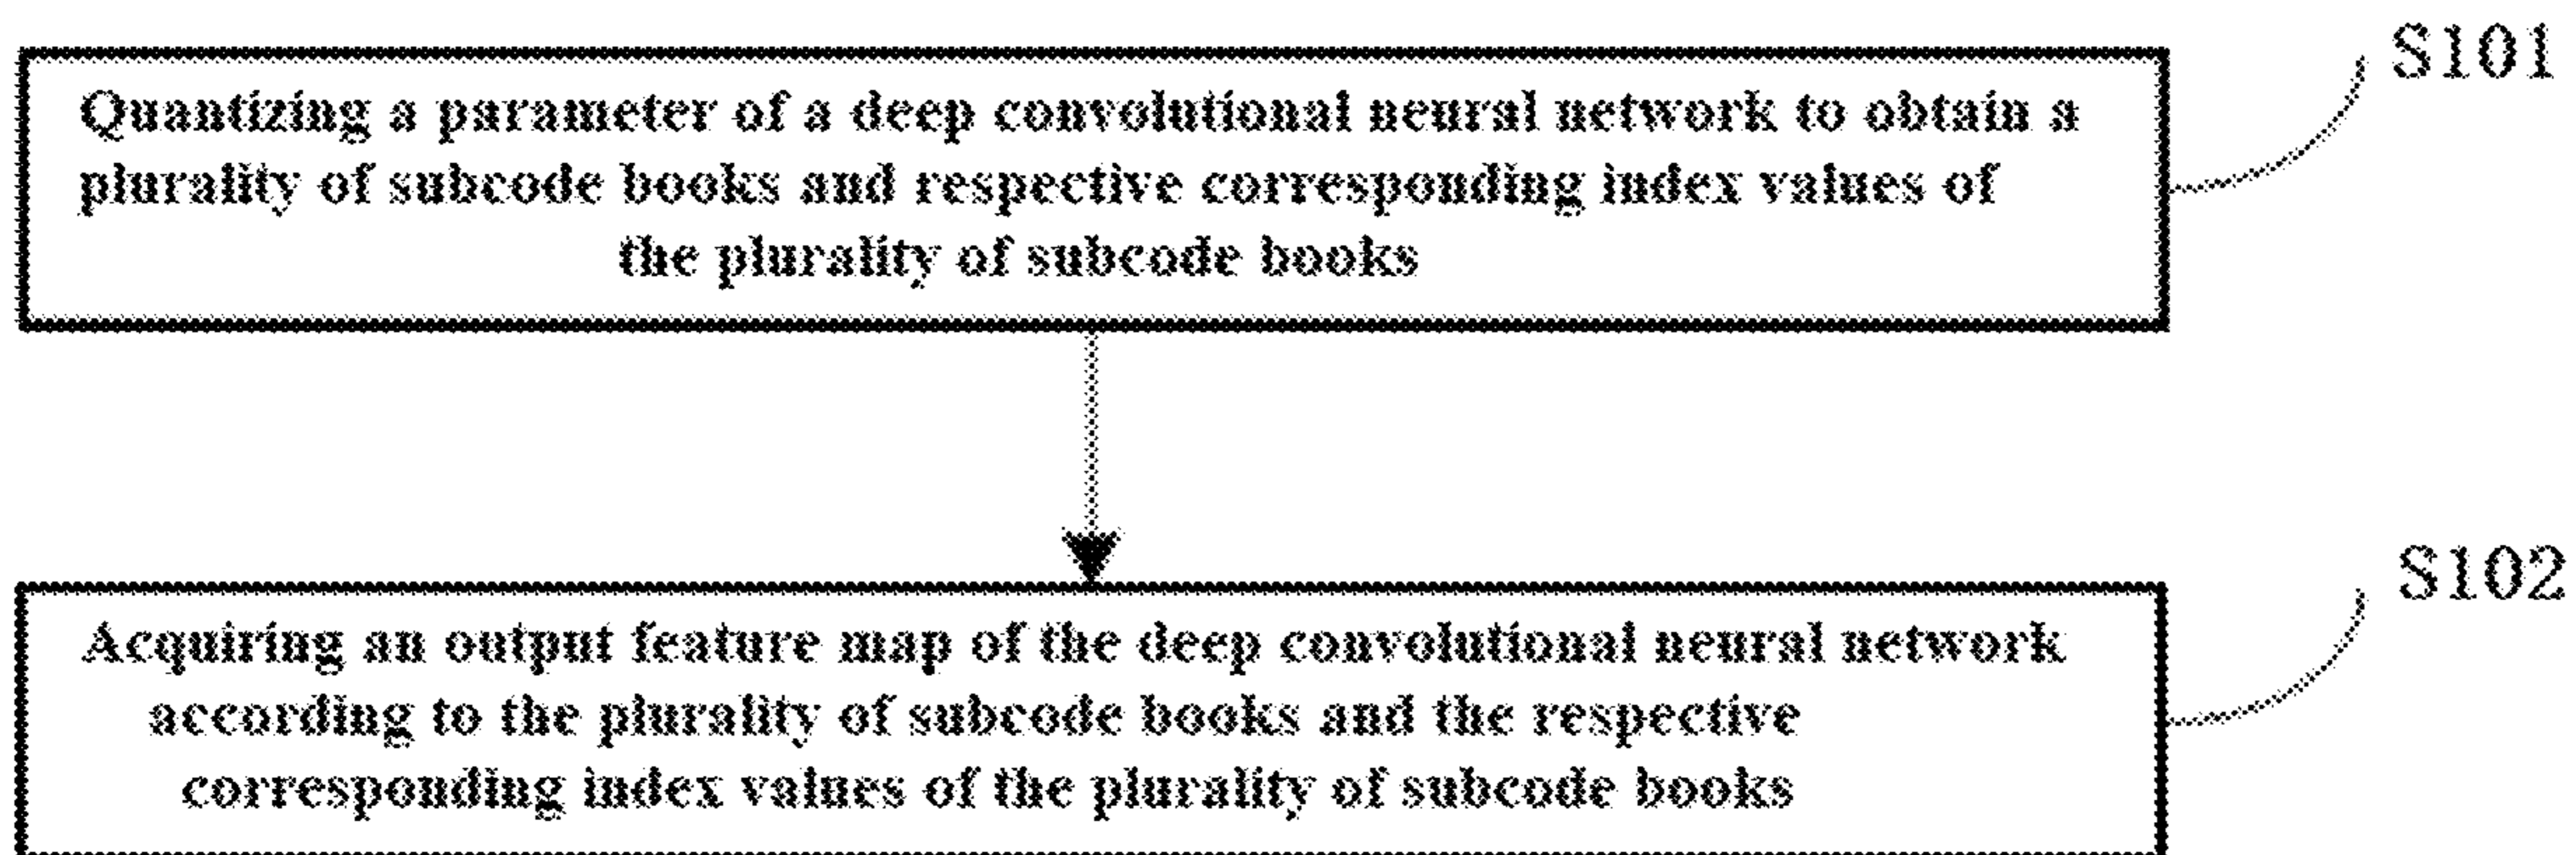 S101
Quantizing a parameter of a deep convolutional neural network to obtain a
plurality of subcode books and respective corresponding index values of
the plurality of subcode books
S102
Acquiring an output feature map of the deep convolutional neural network
according to the plurality of subcode books and the respective
corresponding index values of the plurality of subcode books